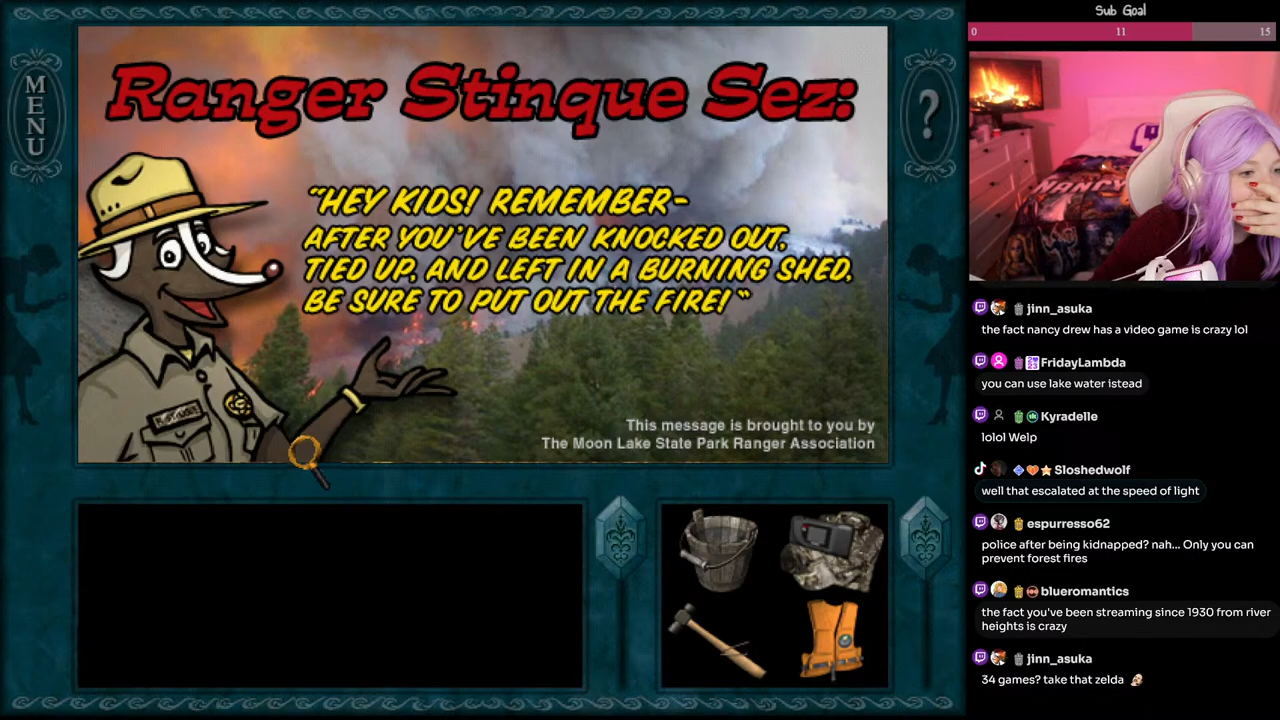 Sub Goal
0 11 15
MENU
?
Ranger Stinque Sez:
"HEY KIDS! REMEMBER-
AFTER YOU'VE BEEN KNOCKED OUT,
TIED UP, AND LEFT IN A BURNING SHED,
BE SURE TO PUT OUT THE FIRE! "
This message is brought to you by
The Moon Lake State Park Ranger Association
NANCY
jinn_asuka
the fact nancy drew has a video game is crazy lol
FridayLambda
you can use lake water istead
Kyradelle
lolol Welp
Sloshedwolf
well that escalated at the speed of light
espurresso62
police after being kidnapped? nah... Only you can
prevent forest fires
blueromantics
the fact you've been streaming since 1930 from river
heights is crazy
jinn_asuka
34 games? take that zelda